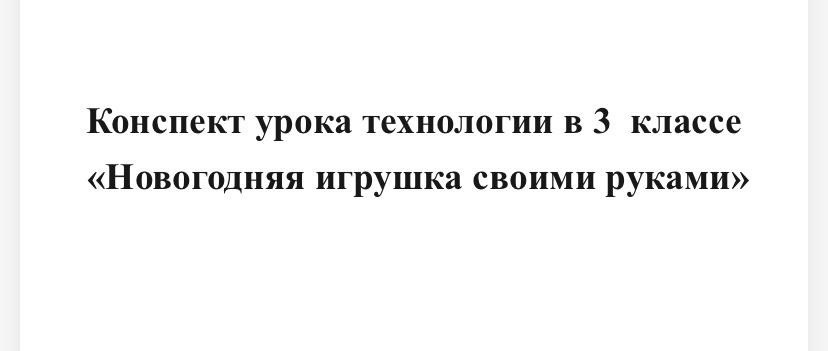 Конспект урока технологии в 3  классе
«Новогодняя игрушка своими руками»